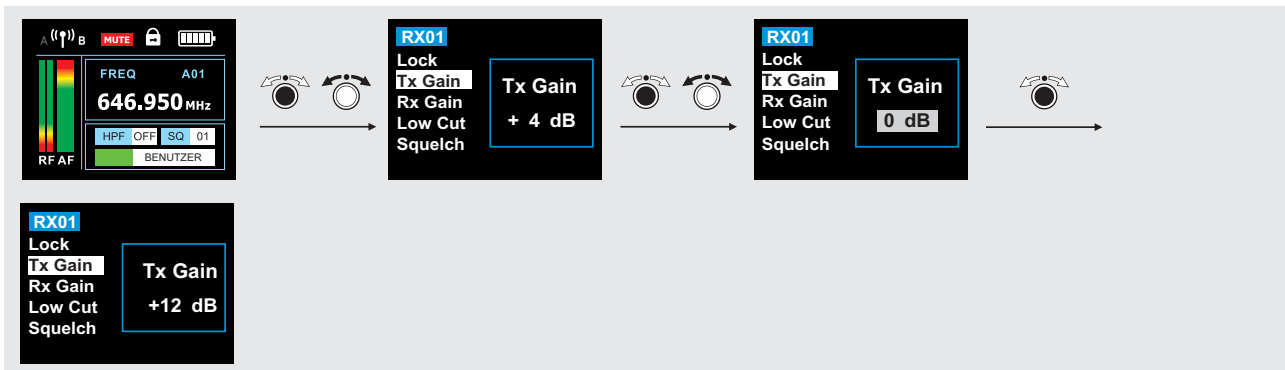 A B MUTE
FREQ A01
646.950 MHz
HPF OFF SQ 01
RF AF BENUTZER
RX01
Lock
Tx Gain
Rx Gain
Low Cut
Squelch
Tx Gain
+ 4 dB
RX01
Lock
Tx Gain
Rx Gain
Low Cut
Squelch
Tx Gain
0 dB
RX01
Lock
Tx Gain
Rx Gain
Low Cut
Squelch
Tx Gain
+12 dB